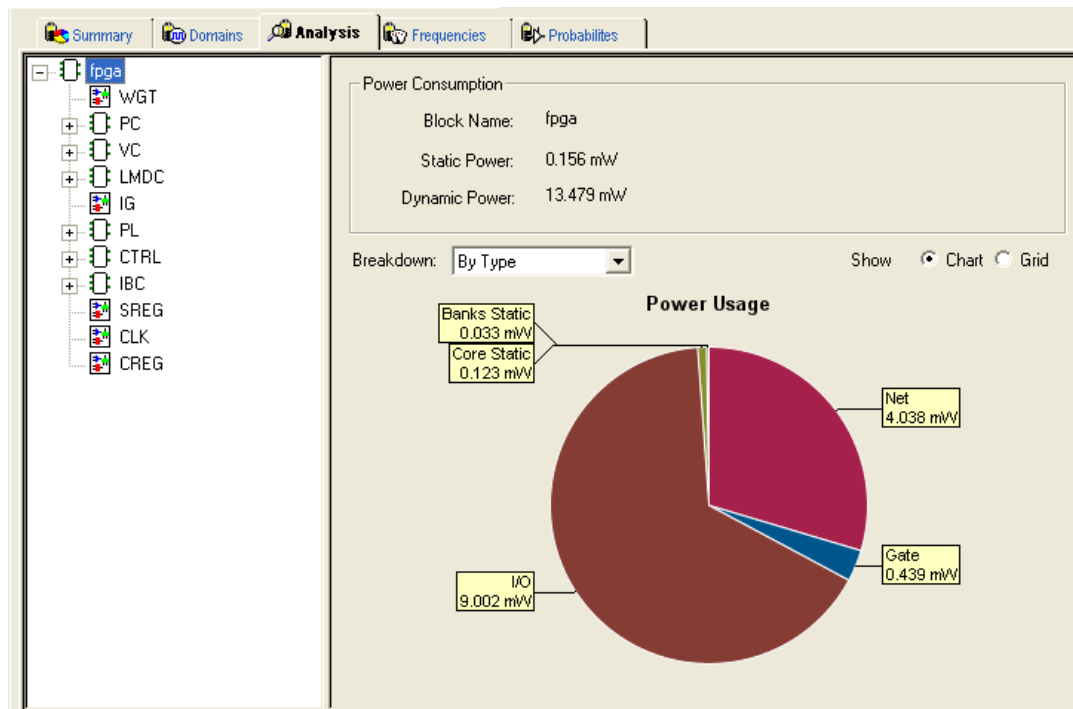 Summary Domains Analysis Frequencies Probabilites
fpga
WGT
PC
VC
LMDC
IG
PL
CTRL
IBC
SREG
CLK
CREG
Power Consumption
Block Name: fpga
Static Power: 0.156 mW
Dynamic Power: 13.479 mW
Breakdown: By Type Show Chart Grid
Power Usage
Banks Static
0.033 mW
Core Static
0.123 mW
Net
4.038 mW
Gate
0.439 mW
I/O
9.002 mW